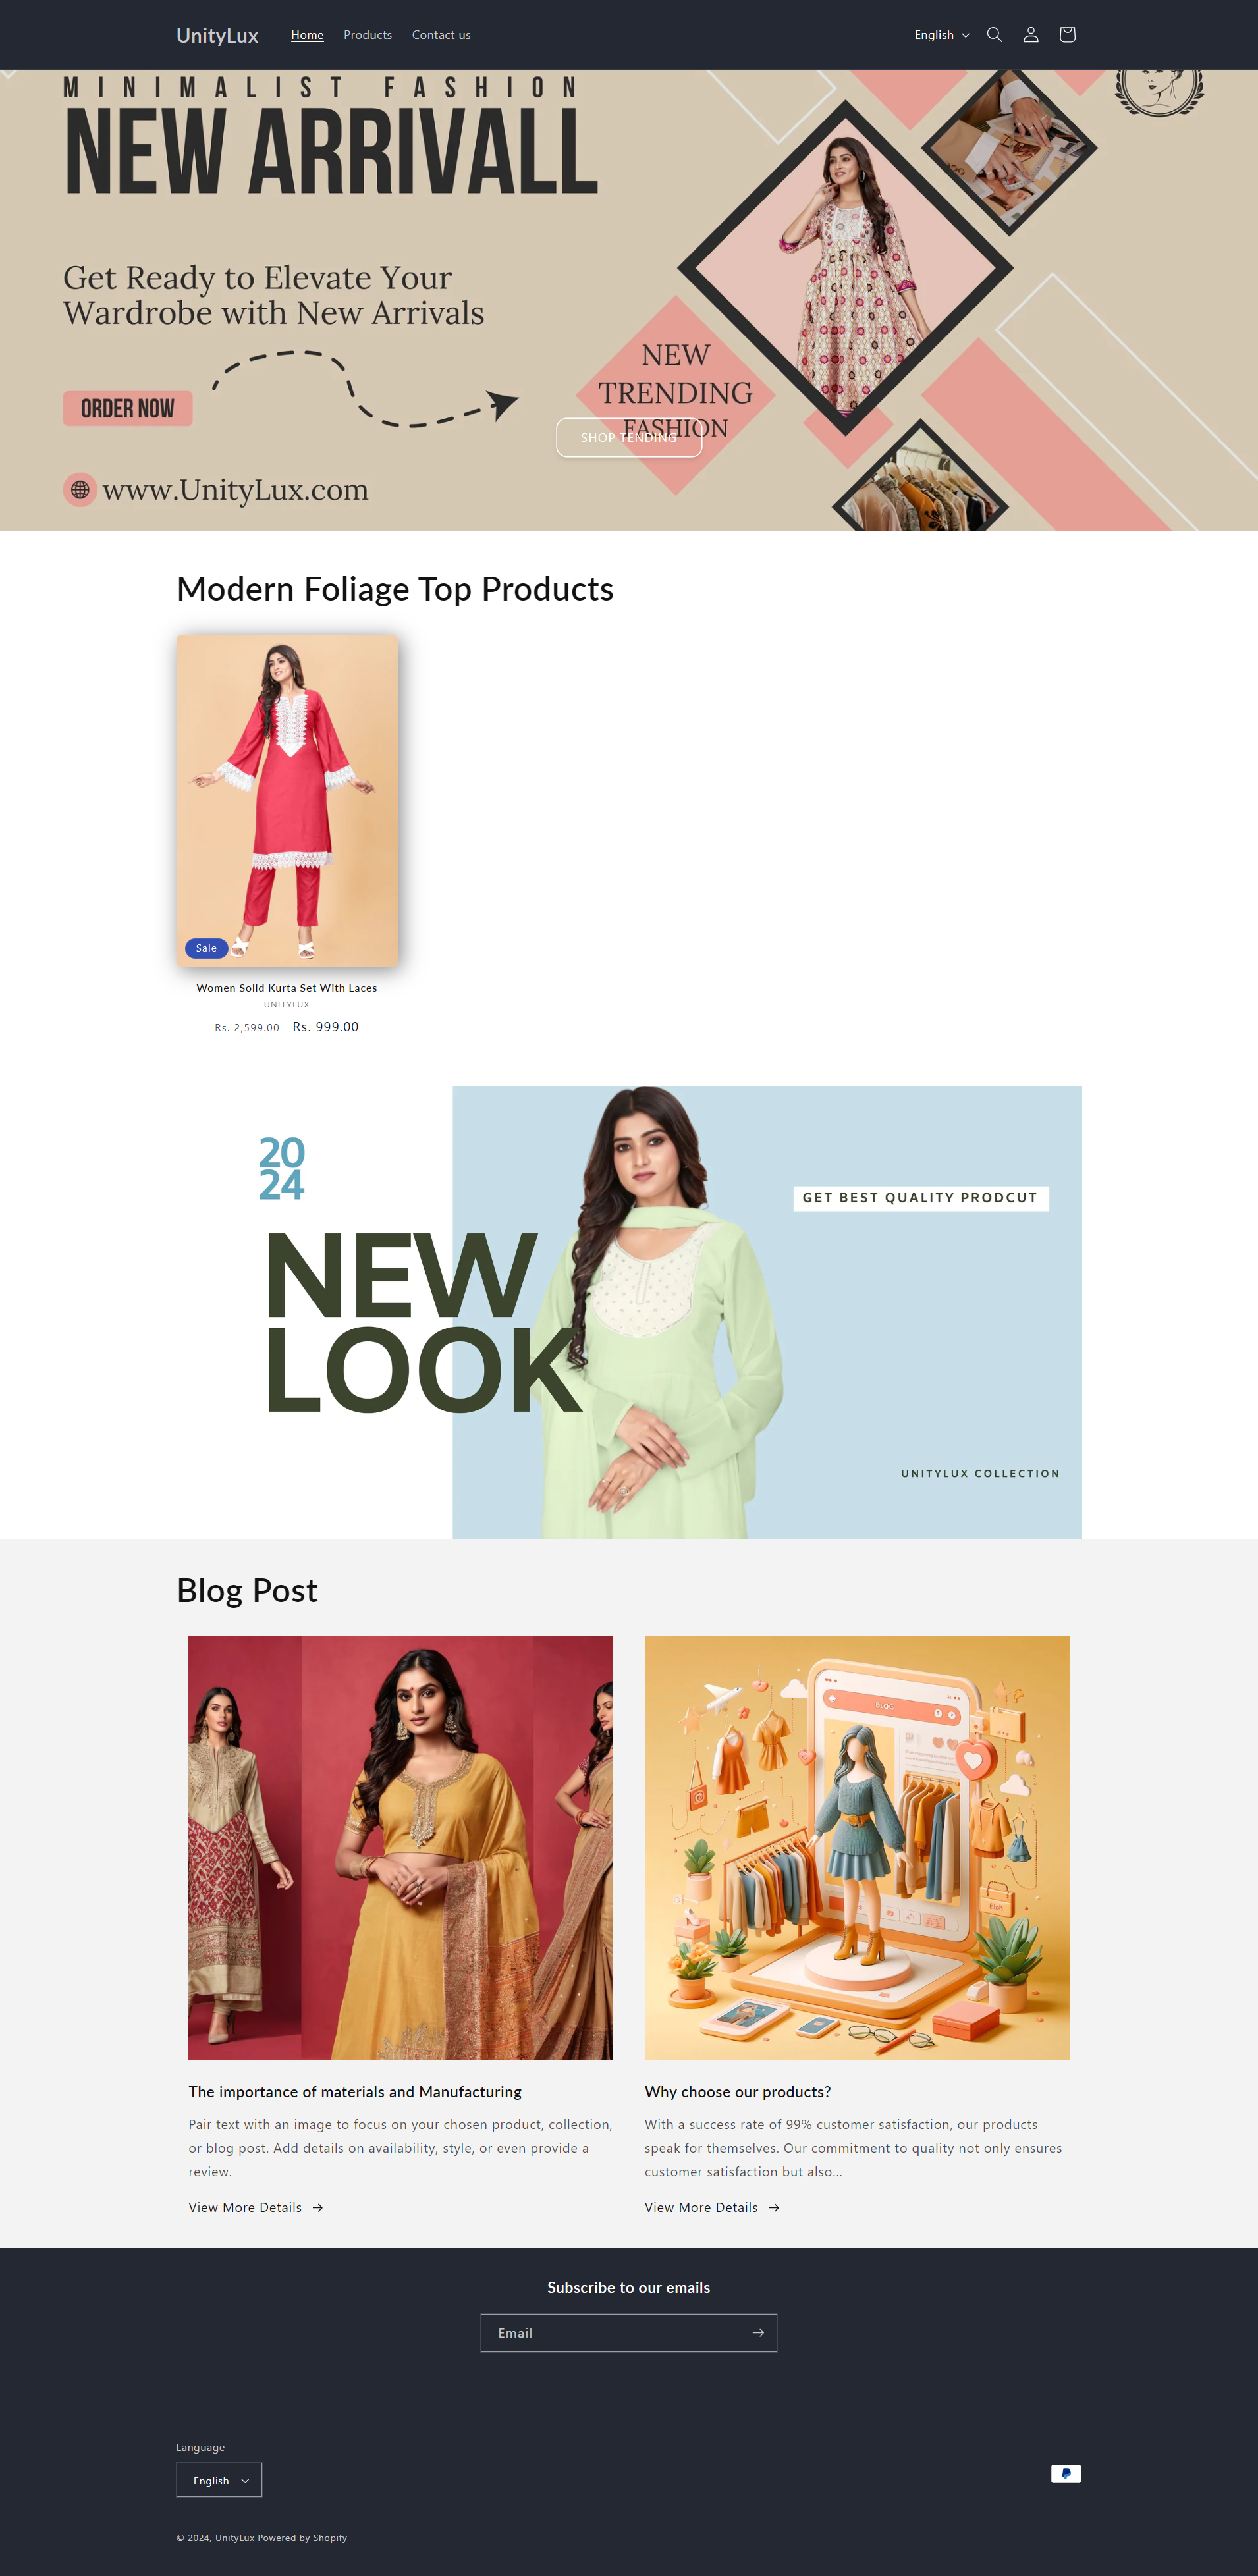 UnityLux
Home
Products
Contact us
English
MINIMALIST FASHION
NEW ARRIVALL
Get Ready to Elevate Your
Wardrobe with New Arrivals
NEW
TRENDING
FASHION
ORDER NOW
SHOP TENDING
www.UnityLux.com
Modern Foliage Top Products
Sale
Women Solid Kurta Set With Laces
UNITYLUX
Rs. 2,599.00 Rs. 999.00
20
24
GET BEST QUALITY PRODCUT
NEW
LOOK
UNITYLUX COLLECTION
Blog Post
BLOG
The importance of materials and Manufacturing
Pair text with an image to focus on your chosen product, collection,
or blog post. Add details on availability, style, or even provide a
review.
View More Details
Why choose our products?
With a success rate of 99% customer satisfaction, our products
speak for themselves. Our commitment to quality not only ensures
customer satisfaction but also...
View More Details
Subscribe to our emails
Email
Language
English
© 2024, UnityLux Powered by Shopify